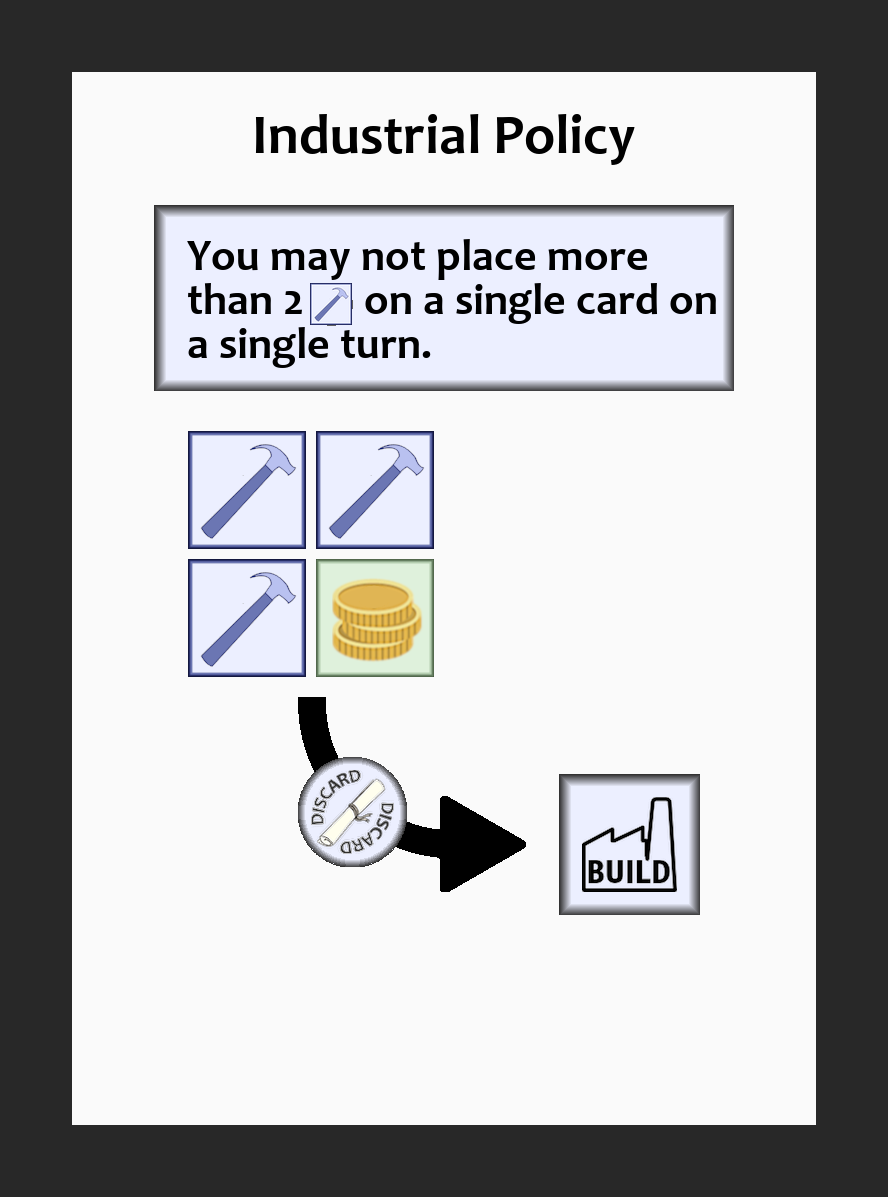 Industrial Policy
You may not place more
than 2 on a single card on
a single turn.
DISCARD
DISCARD
BUILD